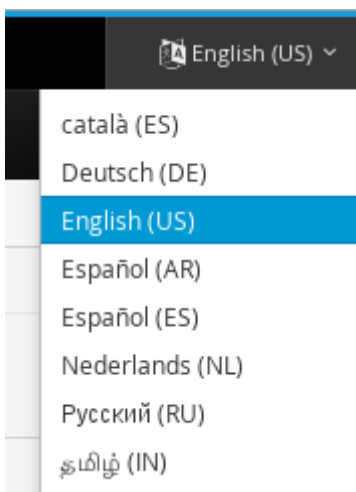 English (US)
català (ES)
Deutsch (DE)
English (US)
Español (AR)
Español (ES)
Nederlands (NL)
Русский (RU)
தமிழ் (IN)